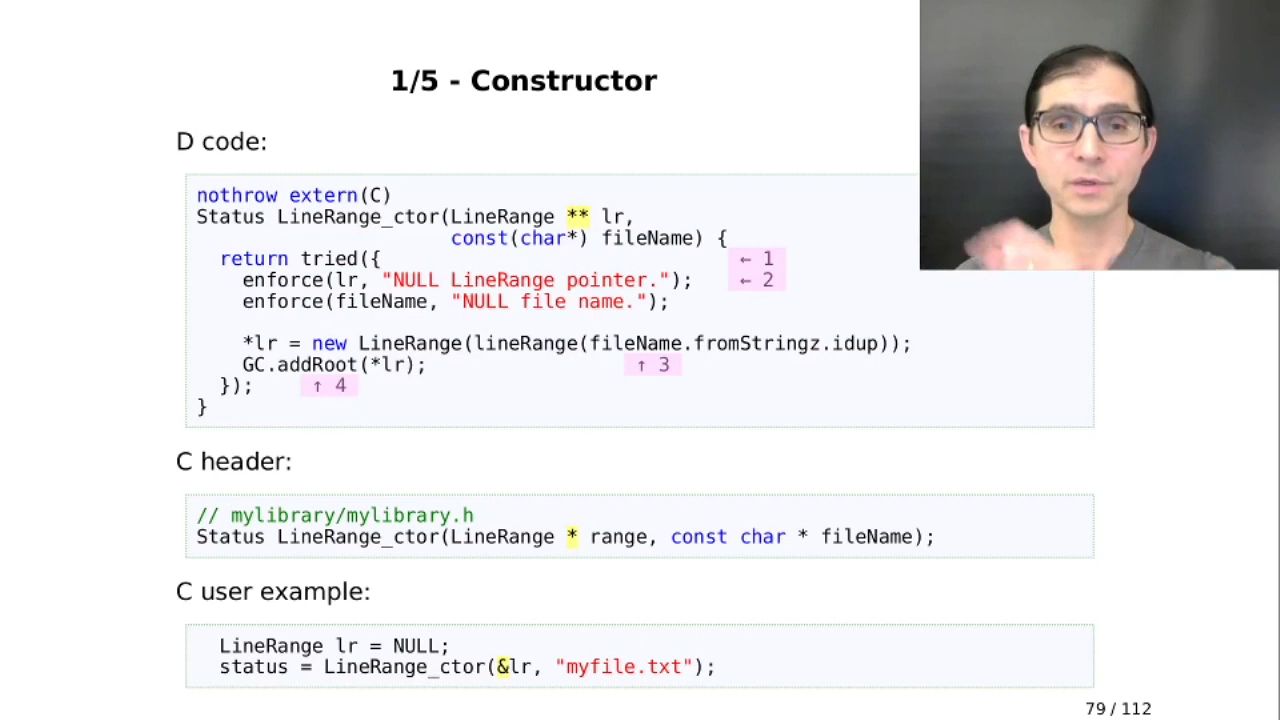 1/5 - Constructor
D code:
nothrow extern(C)
Status LineRange_ctor(LineRange ** lr,
const(char*) fileName) {
return tried({ ← 1
enforce(lr, "NULL LineRange pointer."); ← 2
enforce(fileName, "NULL file name.");
*lr = new LineRange(lineRange(fileName.fromStringz.idup));
GC.addRoot(*lr); ↑ 3
}); ↑ 4
}
C header:
// mylibrary/mylibrary.h
Status LineRange_ctor(LineRange * range, const char * fileName);
C user example:
LineRange lr = NULL;
status = LineRange_ctor(&lr, "myfile.txt");
79 / 112